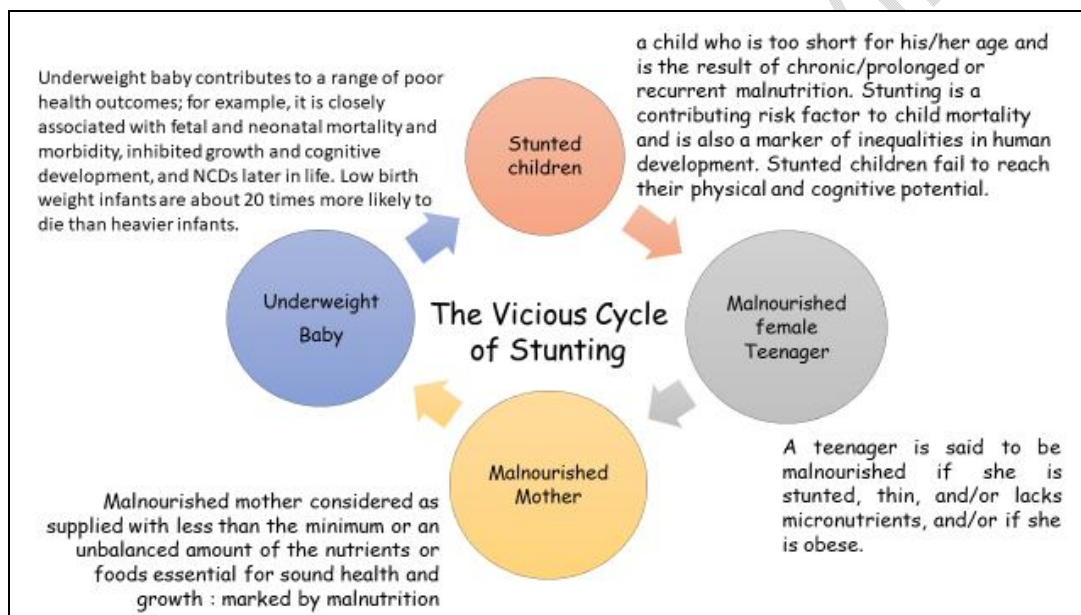 Underweight baby contributes to a range of poor
health outcomes; for example, it is closely
associated with fetal and neonatal mortality and
morbidity, inhibited growth and cognitive
development, and NCDs later in life. Low birth
weight infants are about 20 times more likely to
die than heavier infants.
Stunted
children
a child who is too short for his/her age and
is the result of chronic/prolonged or
recurrent malnutrition. Stunting is a
contributing risk factor to child mortality
and is also a marker of inequalities in human
development. Stunted children fail to reach
their physical and cognitive potential.
Underweight
Baby
The Vicious Cycle
of Stunting
Malnourished
female
Teenager
Malnourished
Mother
A teenager is said to be
malnourished if she is
stunted, thin, and/or lacks
micronutrients, and/or if she
is obese.
Malnourished mother considered as
supplied with less than the minimum or an
unbalanced amount of the nutrients or
foods essential for sound health and
growth : marked by malnutrition